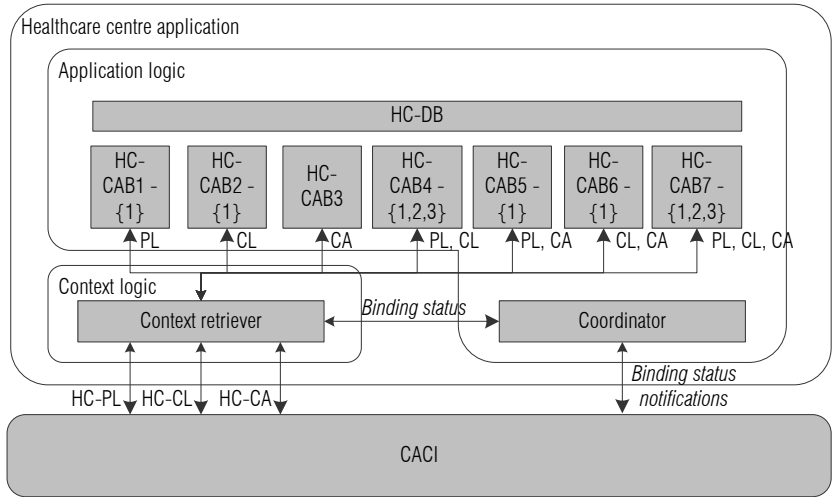 Healthcare centre application
Application logic
HC-DB
HC-
CAB1 -
{1}
HC-
CAB2 -
{1}
HC-
CAB3
HC-
CAB4 -
{1,2,3}
HC-
CAB5 -
{1}
HC-
CAB6 -
{1}
HC-
CAB7 -
{1,2,3}
PL
CL
CA
PL, CL
PL, CA
CL, CA
PL, CL, CA
Context logic
Context retriever
Binding status
Coordinator
HC-PL
HC-CL
HC-CA
Binding status
notifications
CACI